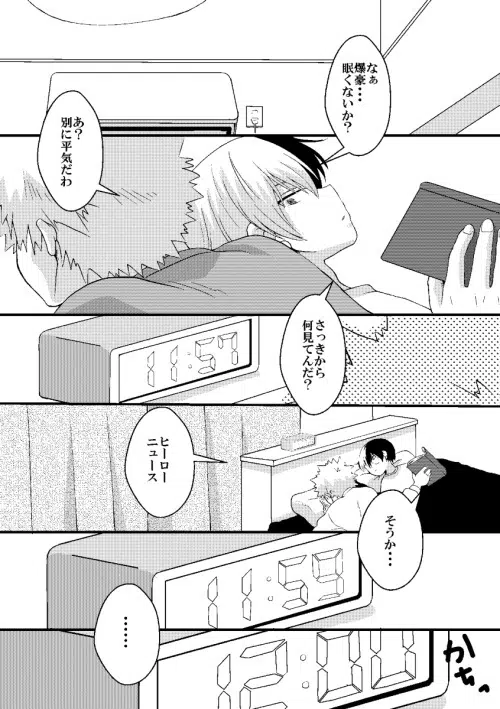 なぁ
爆豪・・・
眠くないか？
あ？
別に平気だわ
11:57
さっきから
何見てんだ？
ヒーロー
ニュース
そうか・・・
11:59
・・・・・
12:00
かちっ